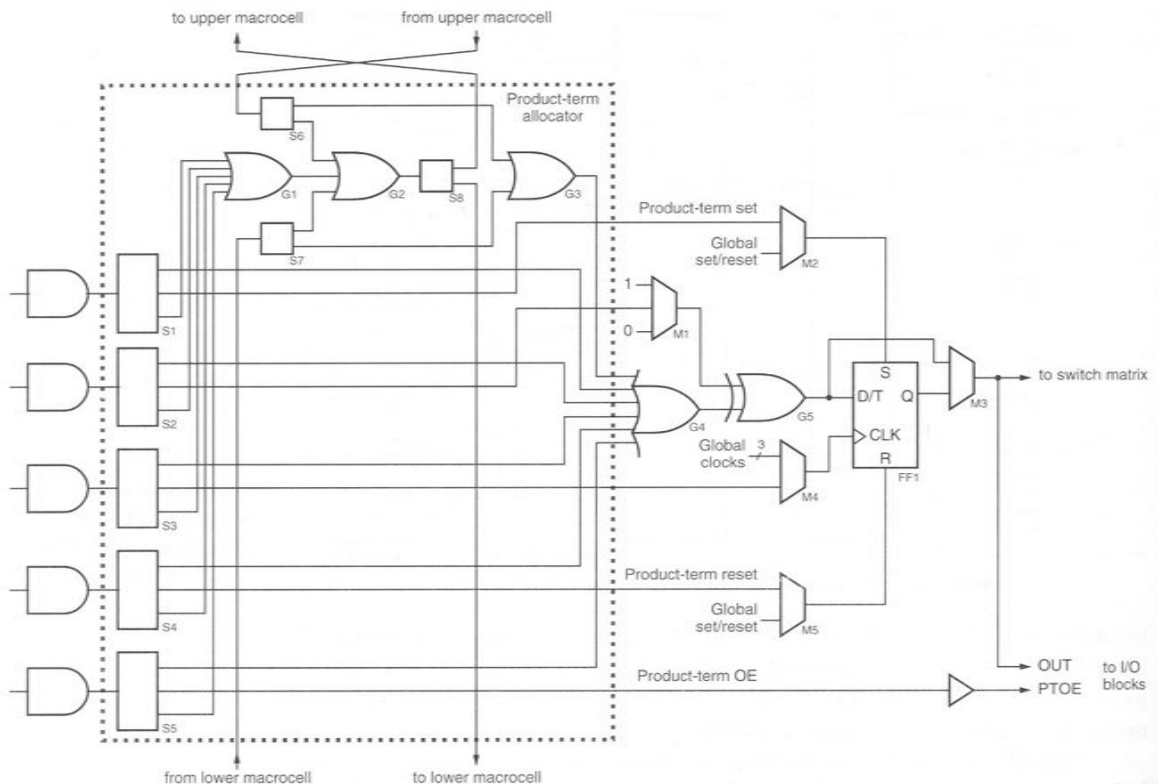 to upper macrocell
from upper macrocell
Product-term
allocator
S6
G1
G2
S8
G3
S7
Product-term set
Global
set/reset
M2
S1
1
0
M1
S2
S
D/T
Q
CLK
R
FF1
M3
to switch matrix
G4
G5
Global
clocks
3
M4
S3
Product-term reset
Global
set/reset
M5
S4
Product-term OE
OUT
PTOE
to I/O
blocks
S5
from lower macrocell
to lower macrocell